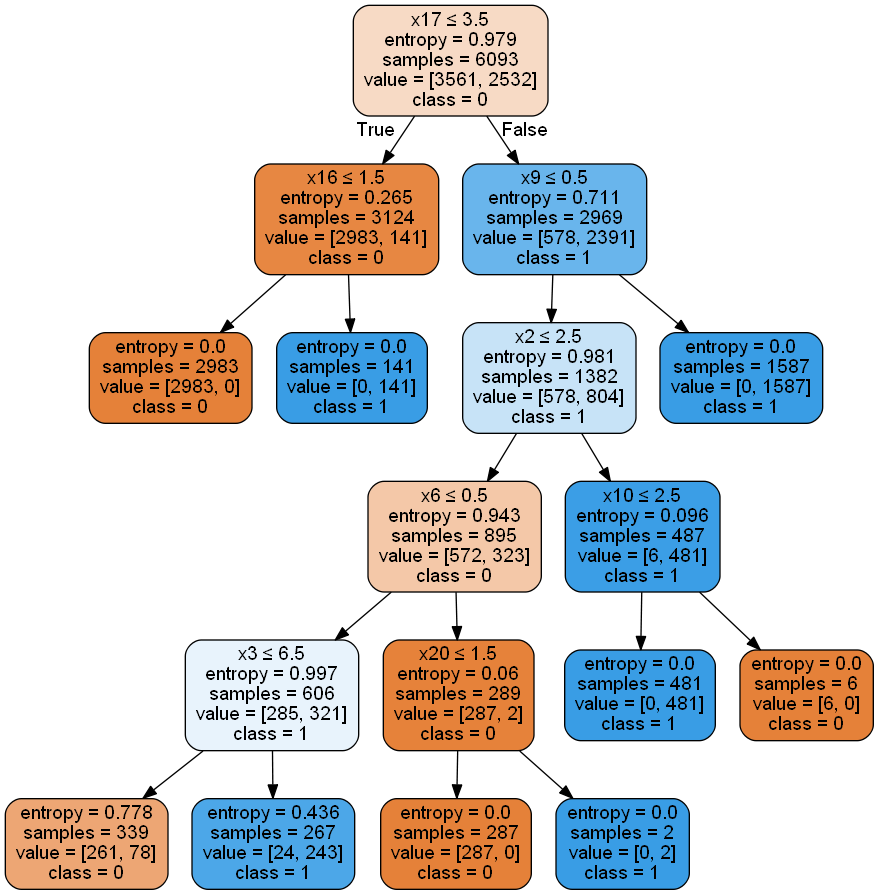 x17 ≤ 3.5
entropy = 0.979
samples = 6093
value = [3561, 2532]
class = 0
True
False
x16 ≤ 1.5
entropy = 0.265
samples = 3124
value = [2983, 141]
class = 0
x9 ≤ 0.5
entropy = 0.711
samples = 2969
value = [578, 2391]
class = 1
entropy = 0.0
samples = 2983
value = [2983, 0]
class = 0
entropy = 0.0
samples = 141
value = [0, 141]
class = 1
x2 ≤ 2.5
entropy = 0.981
samples = 1382
value = [578, 804]
class = 1
entropy = 0.0
samples = 1587
value = [0, 1587]
class = 1
x6 ≤ 0.5
entropy = 0.943
samples = 895
value = [572, 323]
class = 0
x10 ≤ 2.5
entropy = 0.096
samples = 487
value = [6, 481]
class = 1
x3 ≤ 6.5
entropy = 0.997
samples = 606
value = [285, 321]
class = 1
x20 ≤ 1.5
entropy = 0.06
samples = 289
value = [287, 2]
class = 0
entropy = 0.0
samples = 481
value = [0, 481]
class = 1
entropy = 0.0
samples = 6
value = [6, 0]
class = 0
entropy = 0.778
samples = 339
value = [261, 78]
class = 0
entropy = 0.436
samples = 267
value = [24, 243]
class = 1
entropy = 0.0
samples = 287
value = [287, 0]
class = 0
entropy = 0.0
samples = 2
value = [0, 2]
class = 1